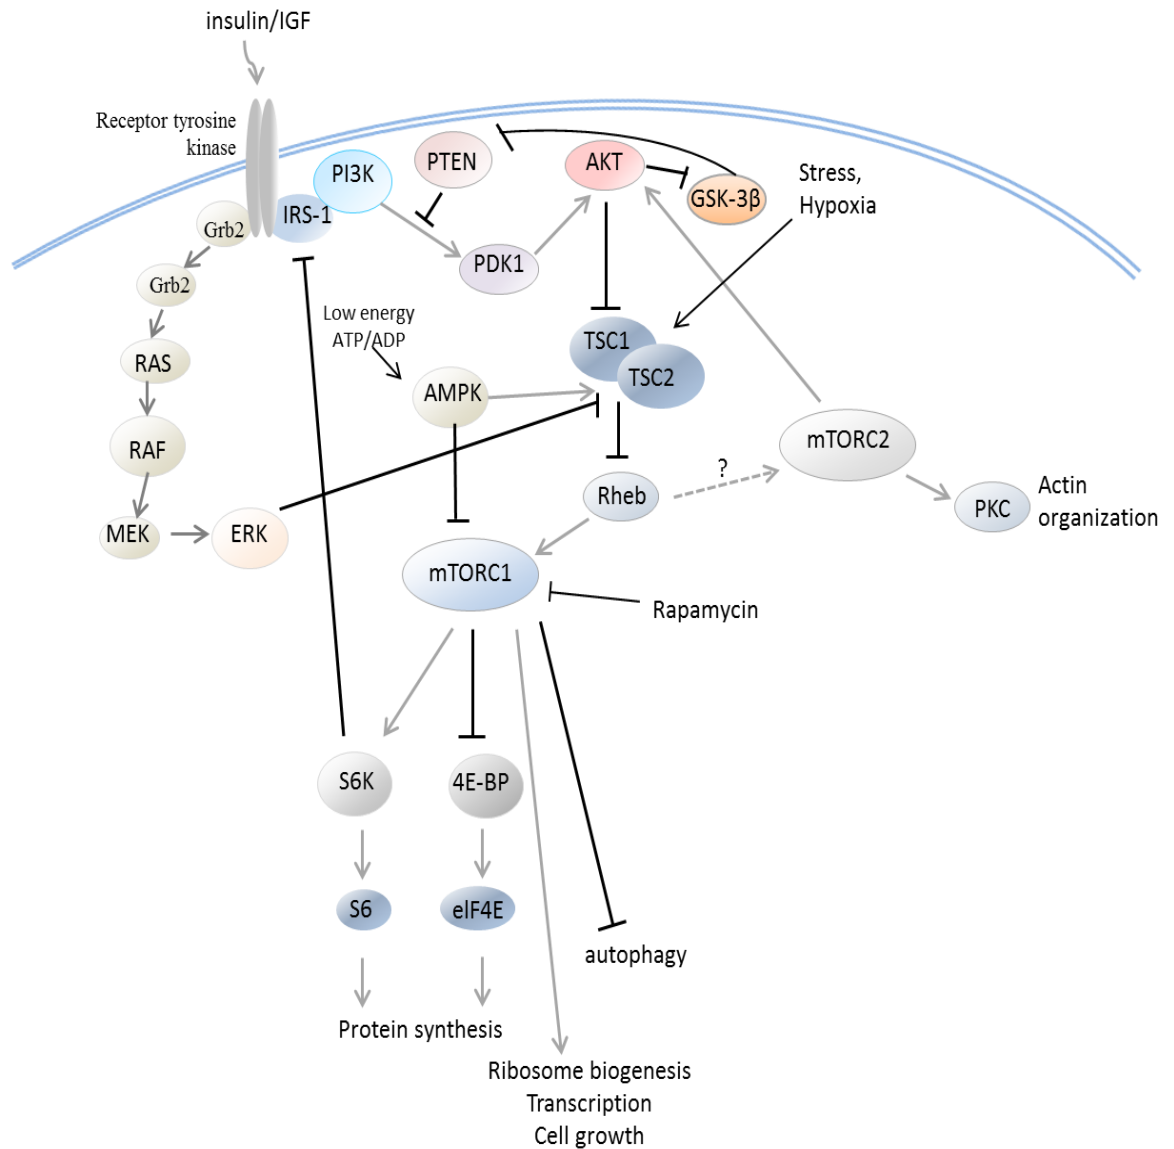 insulin/IGF
Receptor tyrosine
kinase
PI3K
PTEN
AKT
GSK-3β
Stress,
Hypoxia
IRS-1
Grb2
PDK1
Grb2
Low energy
ATP/ADP
RAS
TSC1
TSC2
AMPK
RAF
mTORC2
?
Rheb
PKC
Actin
organization
MEK
ERK
mTORC1
Rapamycin
S6K
4E-BP
S6
eIF4E
autophagy
Protein synthesis
Ribosome biogenesis
Transcription
Cell growth